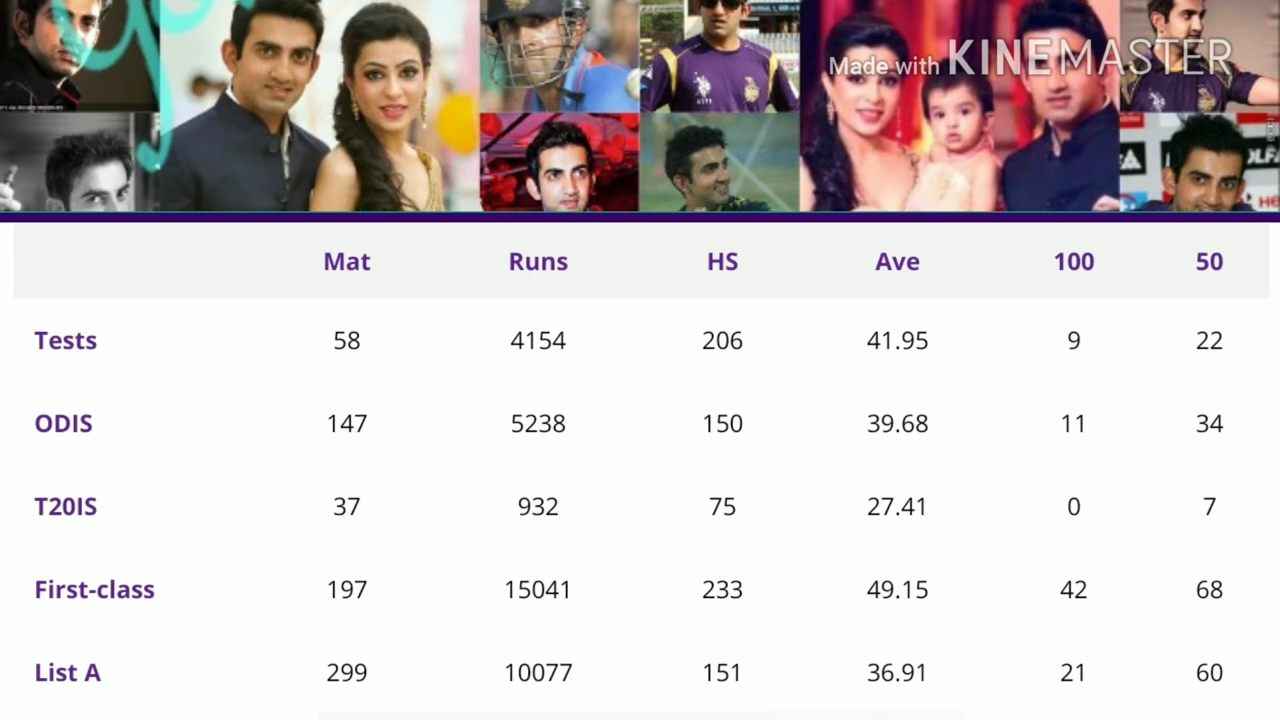 Made with KINEMASTER
Mat Runs HS Ave 100 50
Tests 58 4154 206 41.95 9 22
ODIS 147 5238 150 39.68 11 34
T20IS 37 932 75 27.41 0 7
First-class 197 15041 233 49.15 42 68
List A 299 10077 151 36.91 21 60